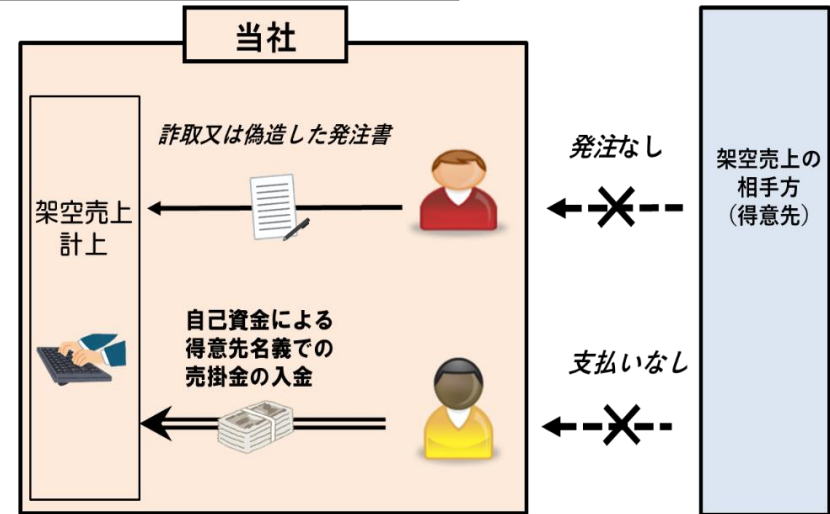 当社
詐取又は偽造した発注書
発注なし
架空売上の
相手方
（得意先）
架空売上
計上
自己資金による
得意先名義での
売掛金の入金
支払いなし